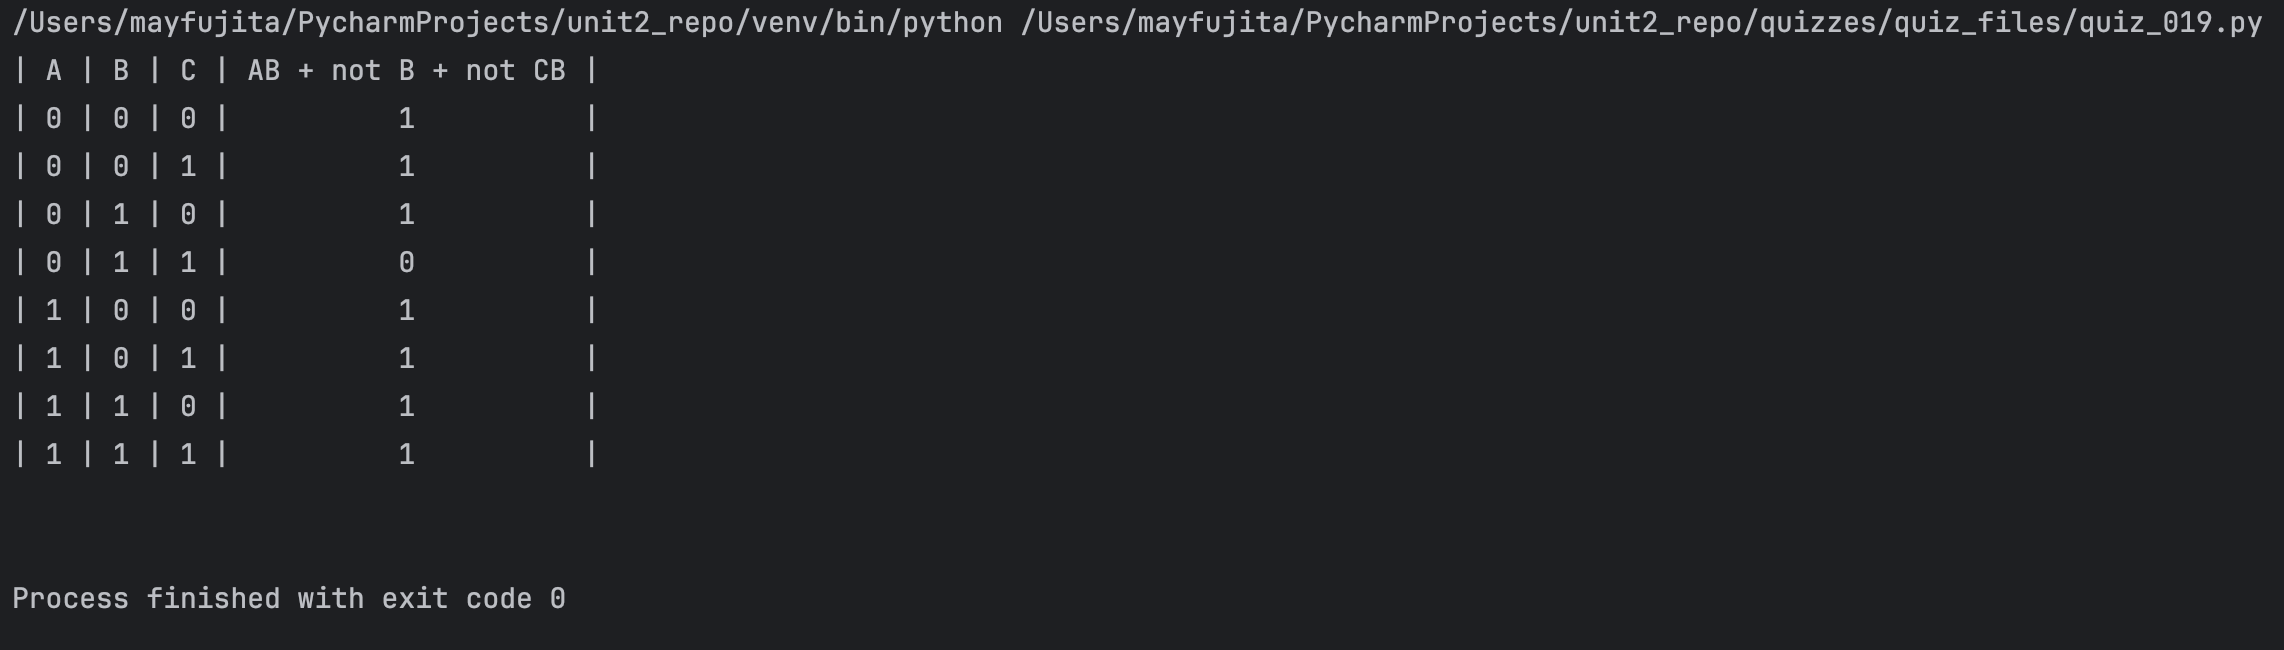 /Users/mayfujita/PycharmProjects/unit2_repo/venv/bin/python /Users/mayfujita/PycharmProjects/unit2_repo/quizzes/quiz_files/quiz_019.py
| A | B | C | AB + not B + not CB |
| 0 | 0 | 0 |          1          |
| 0 | 0 | 1 |          1          |
| 0 | 1 | 0 |          1          |
| 0 | 1 | 1 |          0          |
| 1 | 0 | 0 |          1          |
| 1 | 0 | 1 |          1          |
| 1 | 1 | 0 |          1          |
| 1 | 1 | 1 |          1          |
Process finished with exit code 0